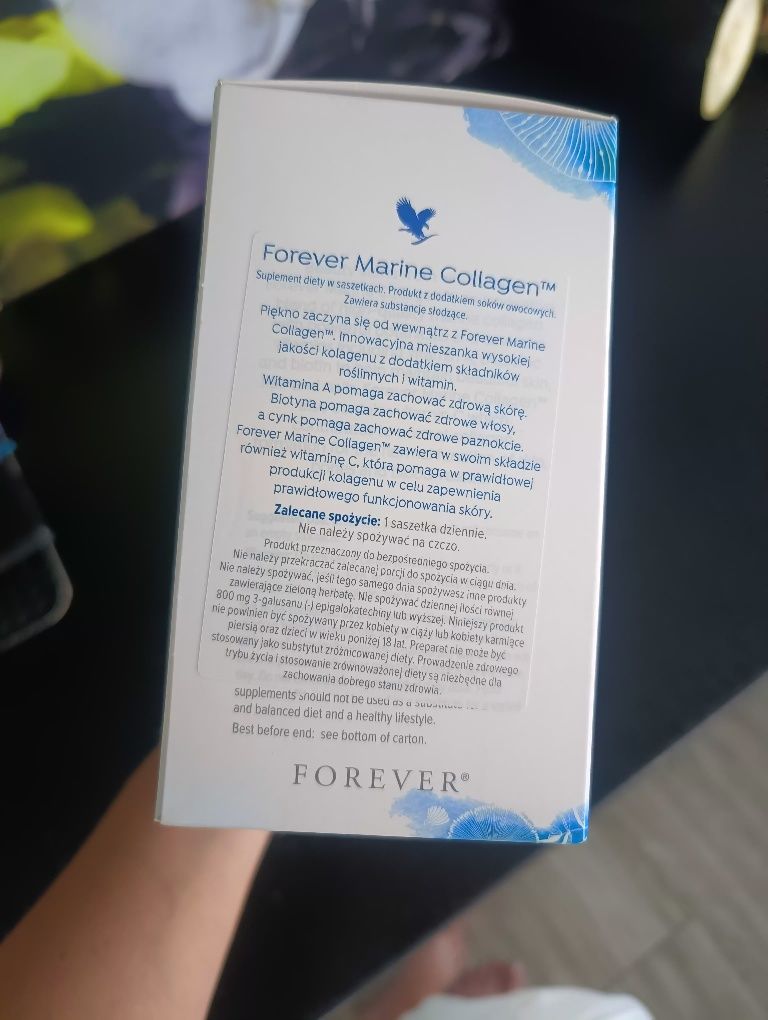 Forever Marine Collagen™
Suplement diety w saszetkach. Produkt z dodatkiem soków owocowych.
Zawiera substancje słodzące.
Piękno zaczyna się od wewnątrz z Forever Marine
Collagen™. Innowacyjna mieszanka wysokiej
jakości kolagenu z dodatkiem składników
roślinnych i witamin.
Witamina A pomaga zachować zdrową skórę.
Biotyna pomaga zachować zdrowe włosy,
a cynk pomaga zachować zdrowe paznokcie.
Forever Marine Collagen™ zawiera w swoim składzie
również witaminę C, która pomaga w prawidłowej
produkcji kolagenu w celu zapewnienia
prawidłowego funkcjonowania skóry.
Zalecane spożycie: 1 saszetka dziennie.
Nie należy spożywać na czczo.
Produkt przeznaczony do bezpośredniego spożycia.
Nie należy przekraczać zalecanej porcji do spożycia w ciągu dnia.
Nie należy spożywać, jeśli tego samego dnia spożywasz inne produkty
zawierające zieloną herbatę. Nie spożywać dziennej ilości równej
800 mg 3-galusanu (-) epigalokatechiny lub wyższej. Niniejszy produkt
nie powinien być spożywany przez kobiety w ciąży lub kobiety karmiące
piersią oraz dzieci w wieku poniżej 18 lat. Preparat nie może być
stosowany jako substytut zróżnicowanej diety. Prowadzenie zdrowego
trybu życia i stosowanie zrównoważonej diety są niezbędne dla
zachowania dobrego stanu zdrowia.
supplements should not be used as a
and balanced diet and a healthy lifestyle.
Best before end: see bottom of carton.
FOREVER®